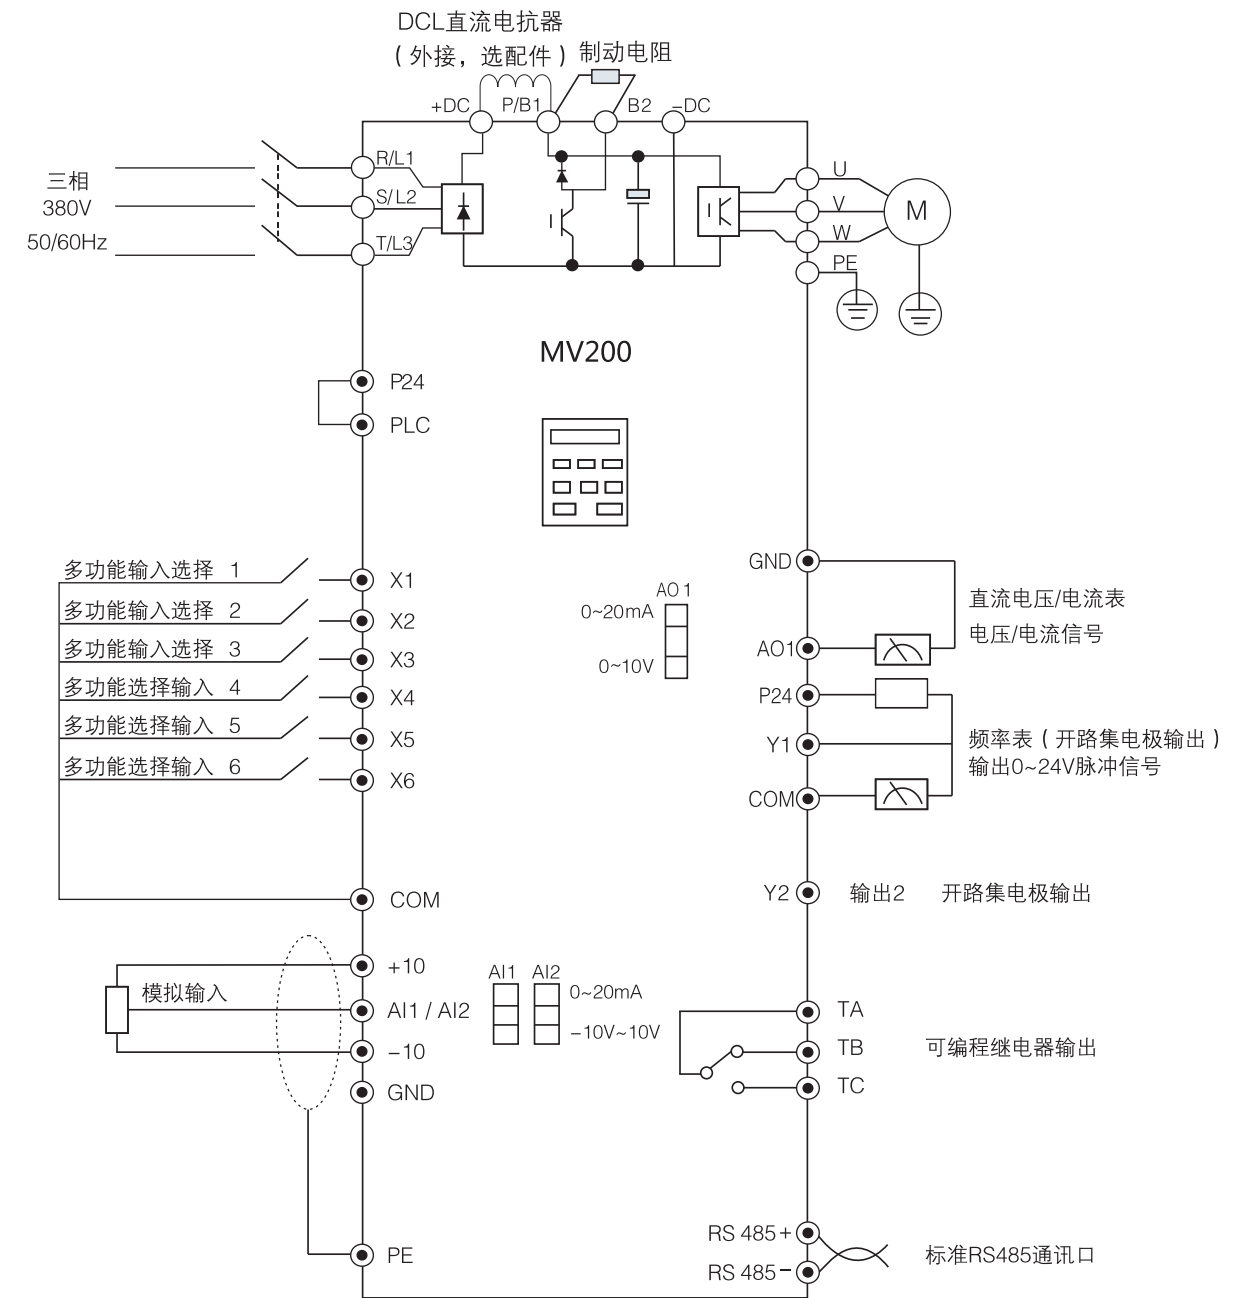 DCL直流电抗器
(外接，选配件)
制动电阻
+DC
P/B1
B2
-DC
三相
380V
50/60Hz
R/L1
S/L2
T/L3
U
V
W
PE
M
MV200
P24
PLC
多功能输入选择 1
X1
多功能输入选择 2
X2
多功能输入选择 3
X3
多功能选择输入 4
X4
多功能选择输入 5
X5
多功能选择输入 6
X6
COM
AO1
0~20mA
0~10V
GND
AO1
直流电压/电流表
电压/电流信号
P24
Y1
COM
频率表(开路集电极输出)
输出0~24V脉冲信号
Y2
输出2 开路集电极输出
+10
模拟输入
AI1 / AI2
-10
GND
PE
AI1 AI2
0~20mA
-10V~10V
TA
TB
TC
可编程继电器输出
RS 485+
RS 485-
标准RS485通讯口